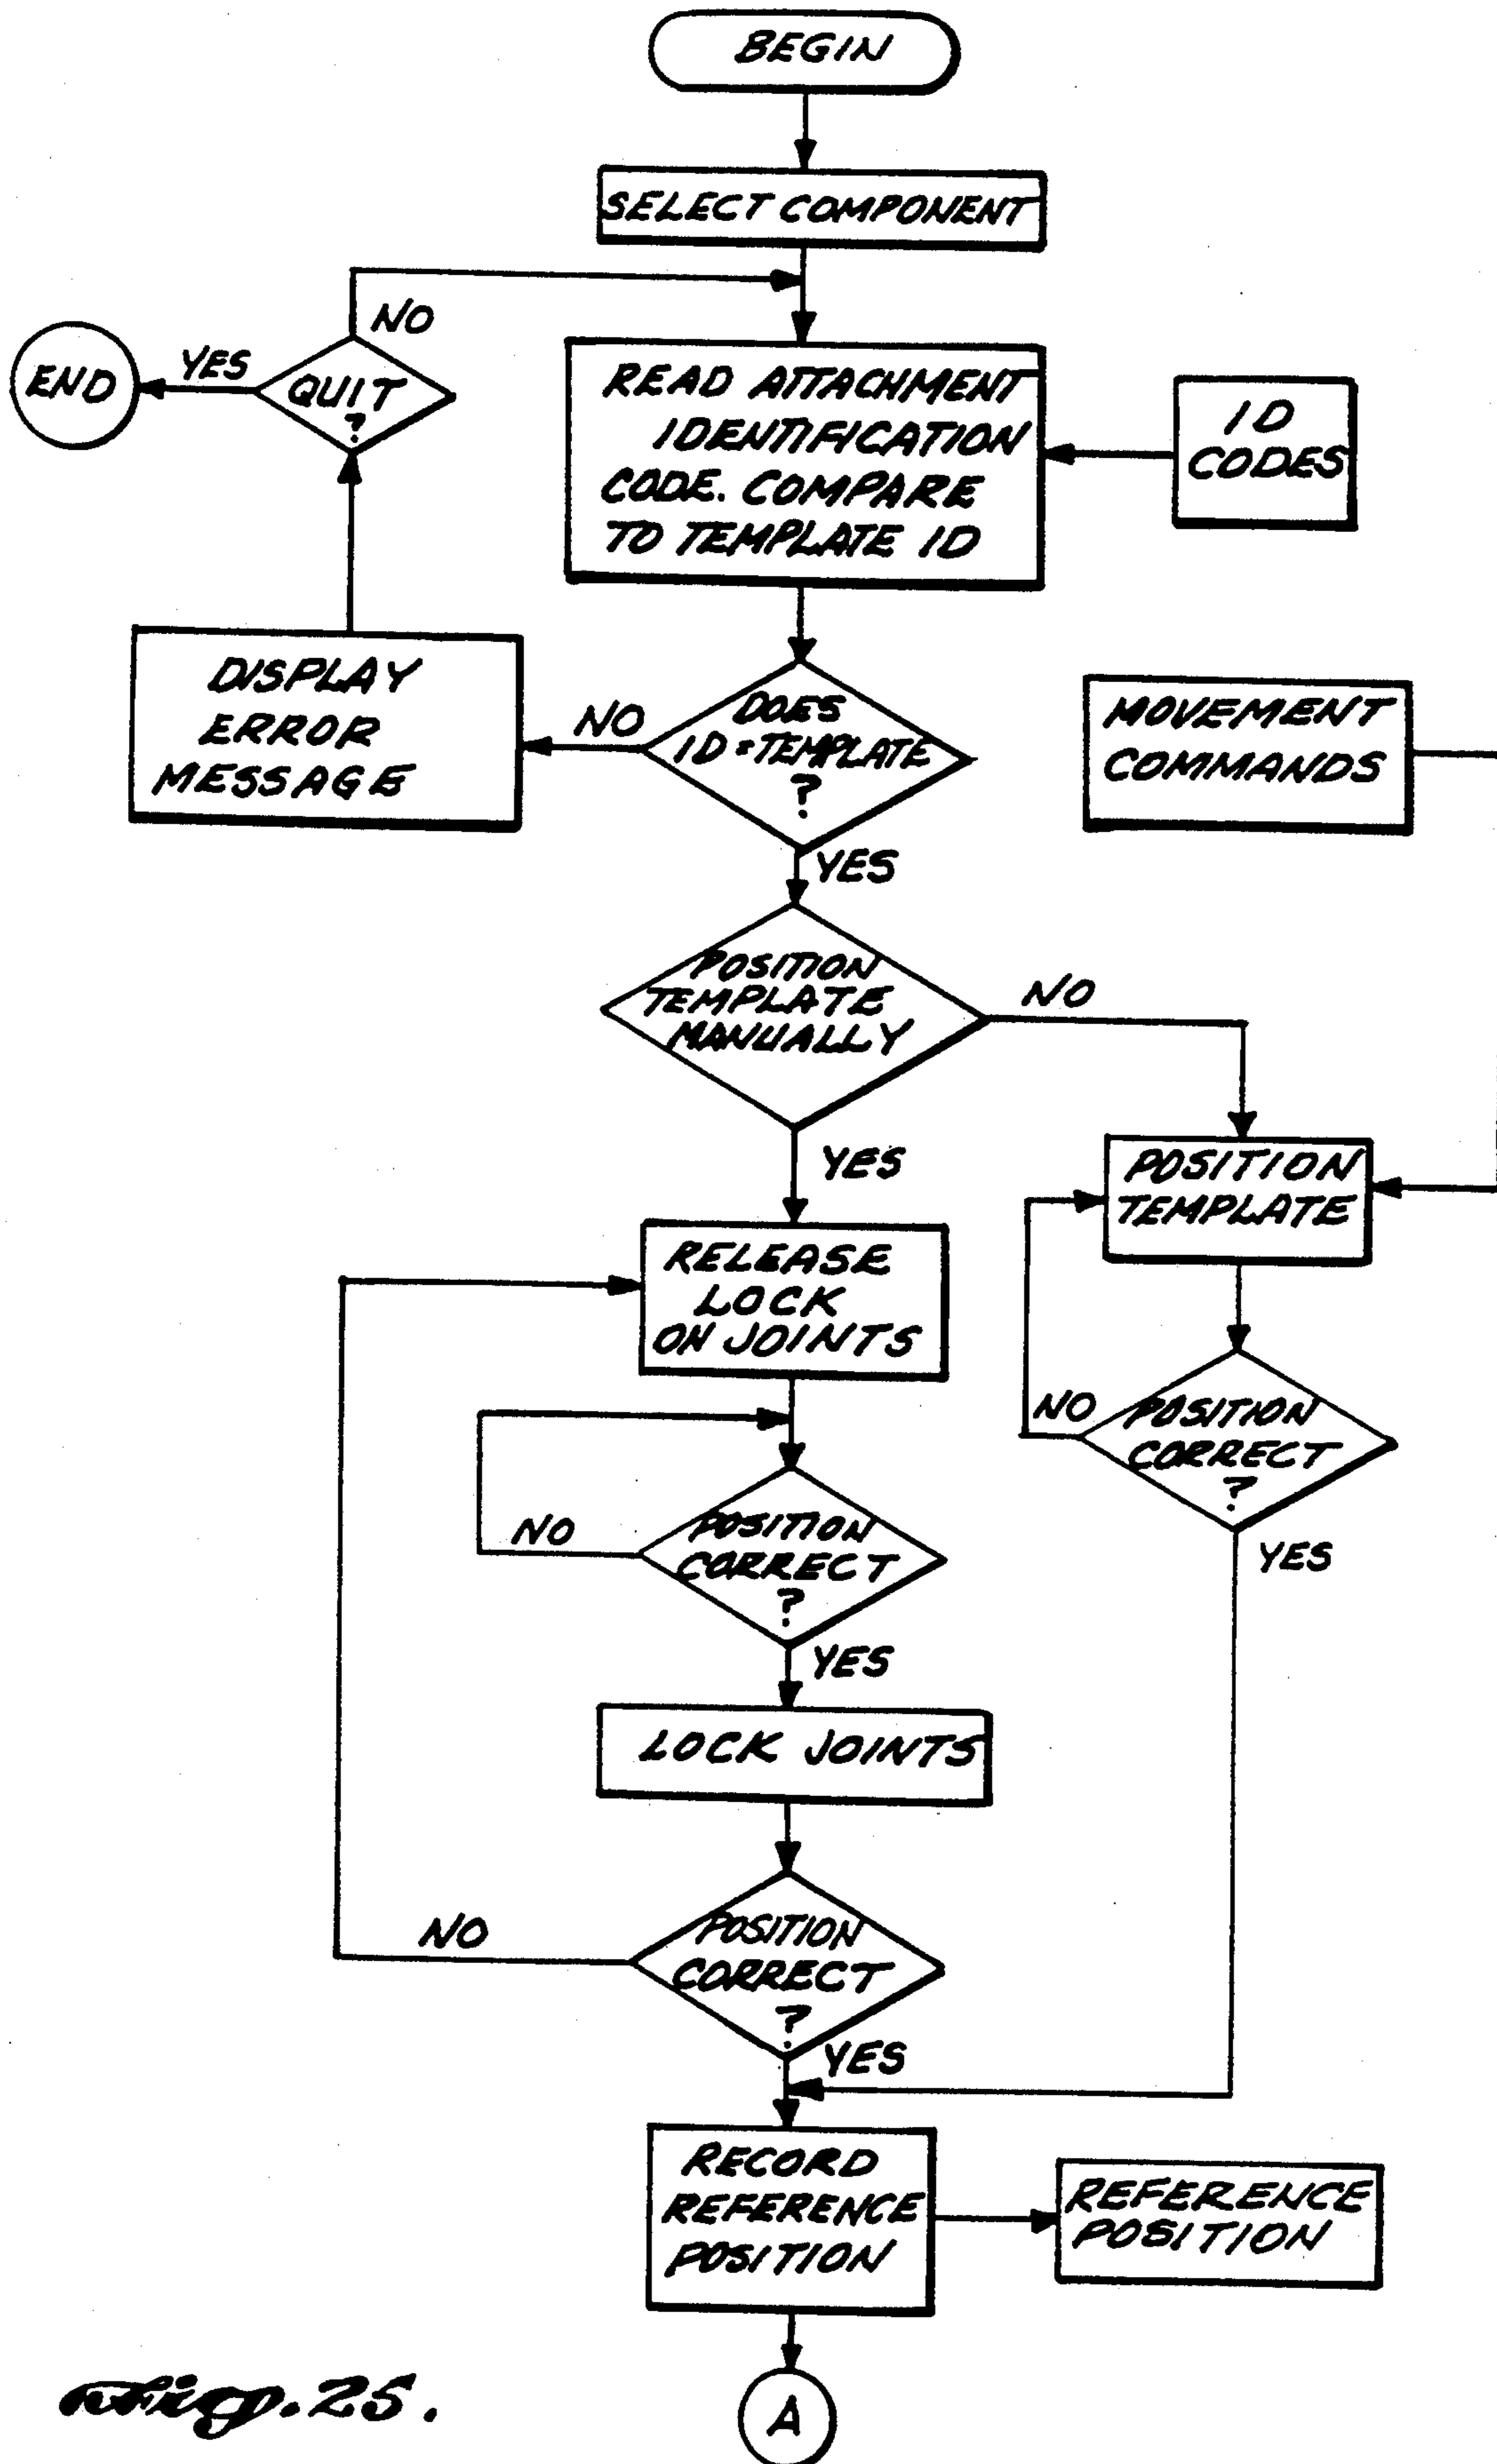 BEGIN
SELECT COMPONENT
NO
YES
END
QUIT
?
READ ATTACHMENT
IDENTIFICATION
CODE. COMPARE
TO TEMPLATE ID
ID
CODES
DISPLAY
ERROR
MESSAGE
NO
DOES
ID = TEMPLATE
?
MOVEMENT
COMMANDS
YES
POSITION
TEMPLATE
MANUALLY
NO
YES
POSITION
TEMPLATE
RELEASE
LOCK
ON JOINTS
NO
POSITION
CORRECT
?
YES
NO
POSITION
CORRECT
?
YES
LOCK JOINTS
NO
POSITION
CORRECT
?
YES
RECORD
REFERENCE
POSITION
REFERENCE
POSITION
A
Fig. 25.